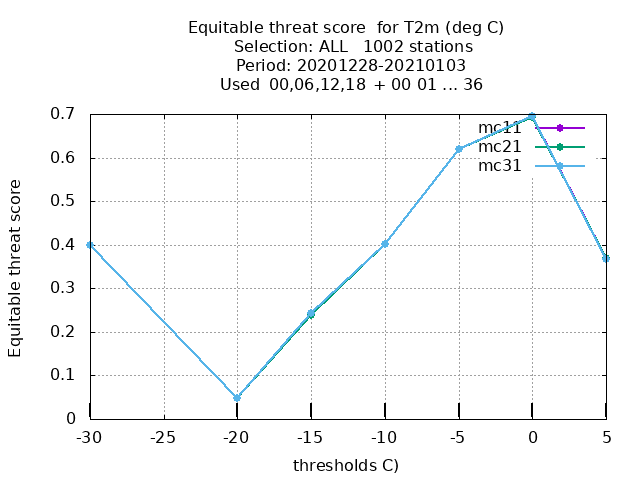 Equitable threat score  for T2m (deg C)
Selection: ALL   1002 stations
Period: 20201228-20210103
Used  00,06,12,18  + 00 01 ... 36
Equitable threat score
0.7
0.6
0.5
0.4
0.3
0.2
0.1
0
mc11
mc21
mc31
-30 -25 -20 -15 -10 -5 0 5
thresholds C)